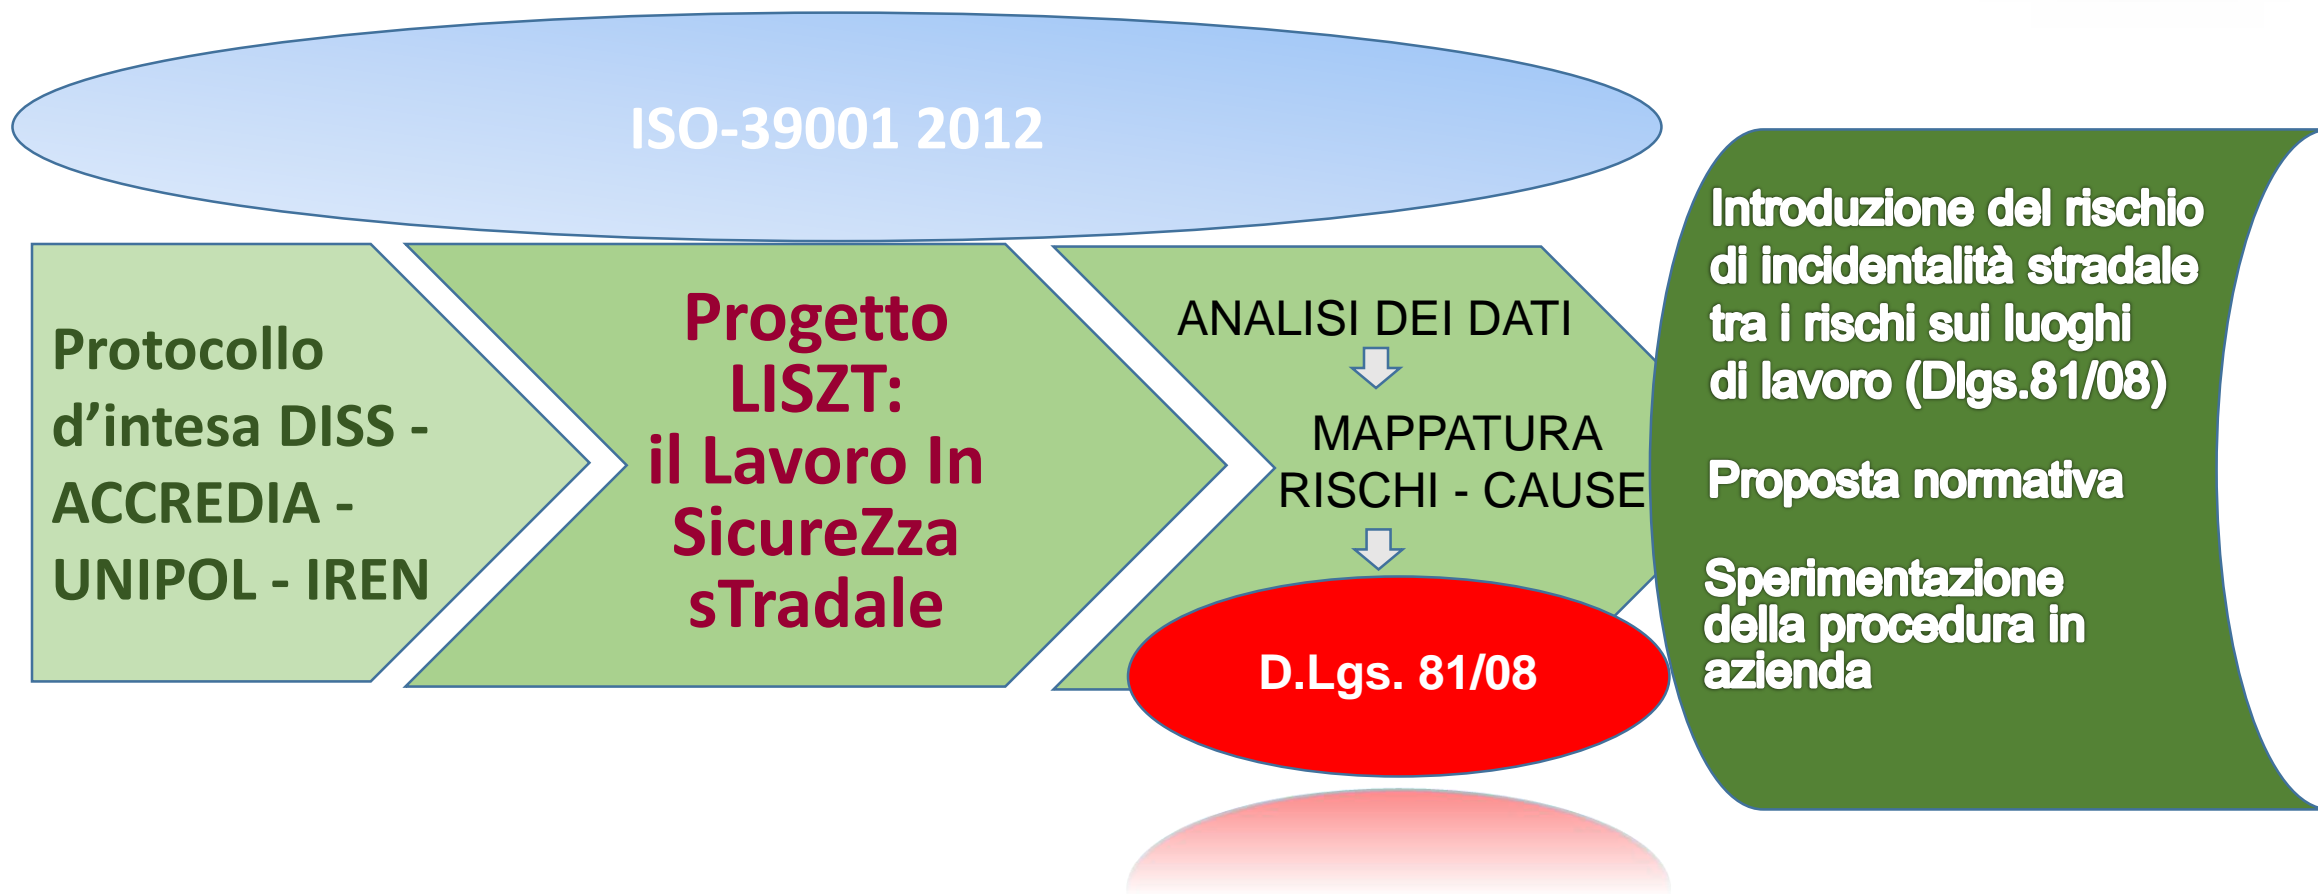 ISO-39001 2012
Protocollo
d’intesa DISS -
ACCREDIA -
UNIPOL - IREN
Progetto
LISZT:
il Lavoro In
SicureZza
sTradale
ANALISI DEI DATI
MAPPATURA
RISCHI - CAUSE
D.Lgs. 81/08
Introduzione del rischio
di incidentalità stradale
tra i rischi sui luoghi
di lavoro (Dlgs.81/08)
Proposta normativa
Sperimentazione
della procedura in
azienda